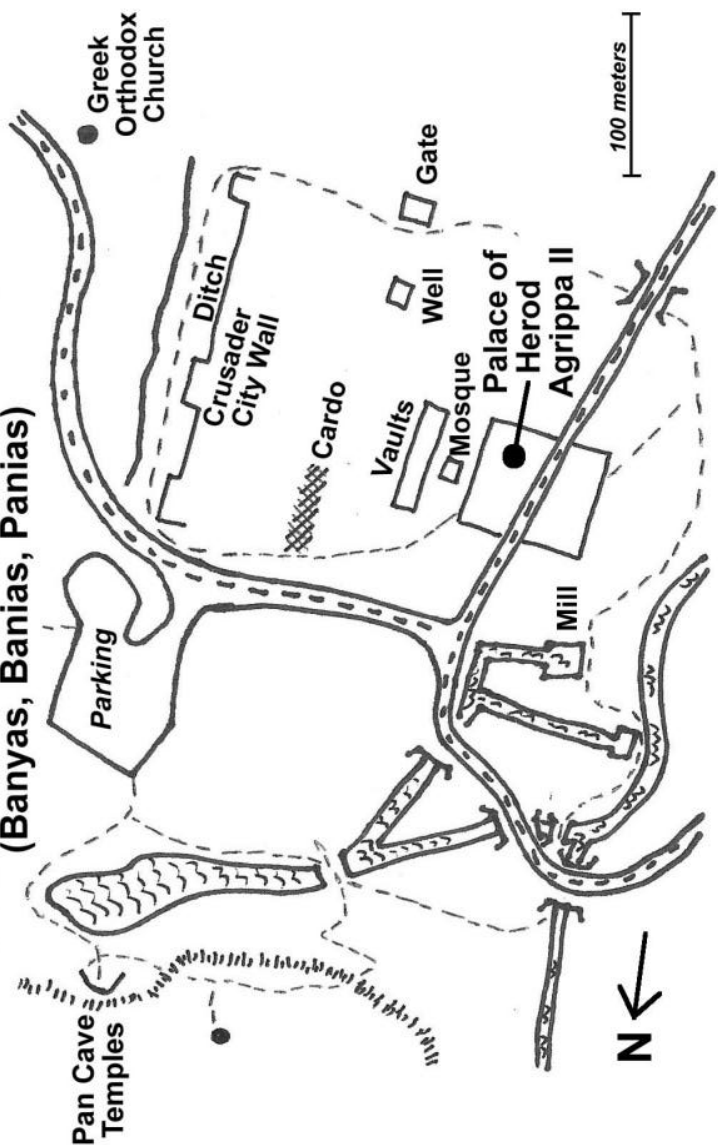 (Banyas, Banias, Panias)
Pan Cave
Temples
Parking
Greek
Orthodox
Church
Ditch
Crusader
City Wall
Cardo
Vaults
Mosque
Well
Gate
Palace of
Herod
Agrippa II
Mill
N
100 meters